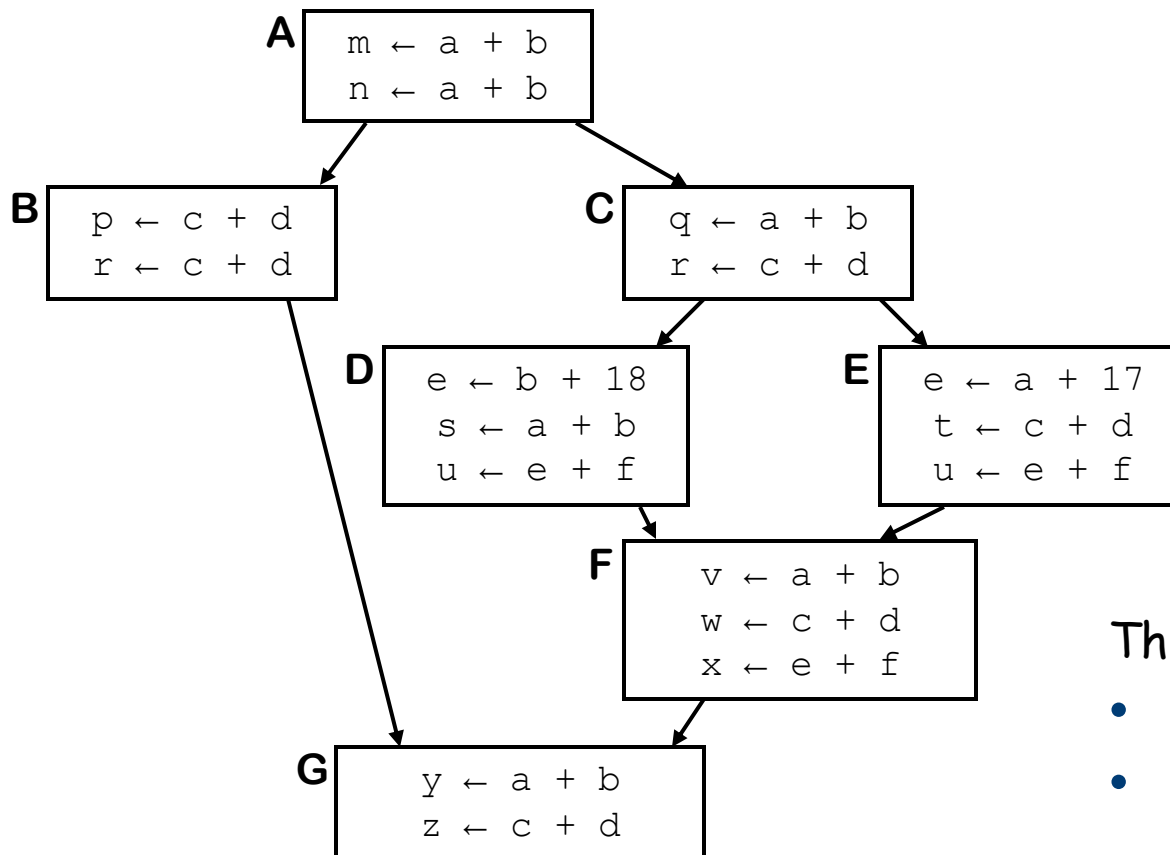 A
m ← a + b
n ← a + b
B
p ← c + d
r ← c + d
C
q ← a + b
r ← c + d
D
e ← b + 18
s ← a + b
u ← e + f
E
e ← a + 17
t ← c + d
u ← e + f
F
v ← a + b
w ← c + d
x ← e + f
Th
•
•
G
y ← a + b
z ← c + d